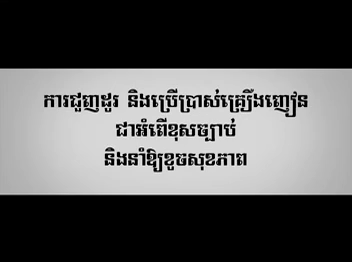 ការជួញដូរ និងប្រើប្រាស់គ្រឿងញៀន
ជាអំពើខុសច្បាប់
និងនាំឱ្យខូចសុខភាព